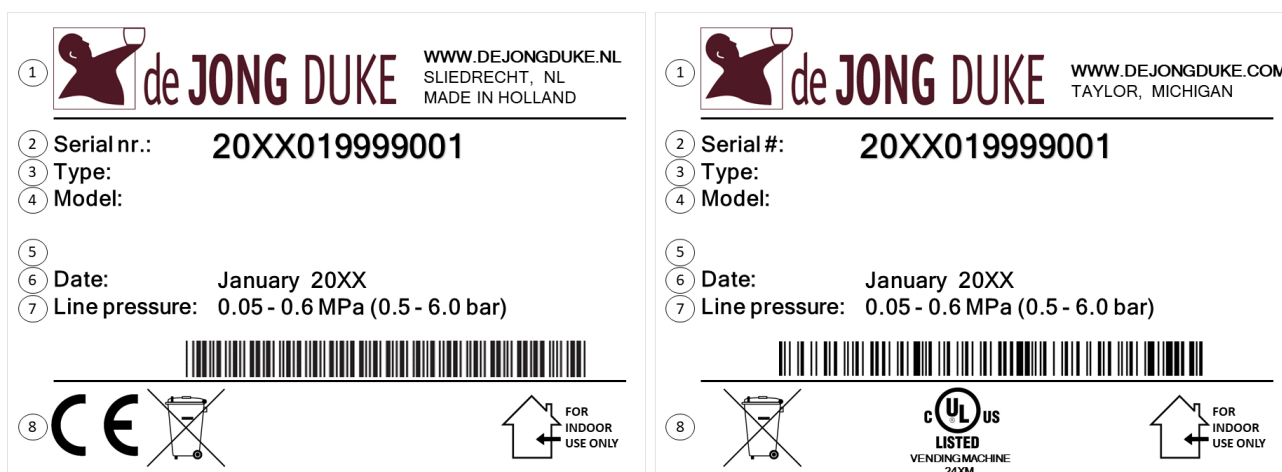 1
de JONG DUKE
WWW.DEJONGDUKE.NL
SLIEDRECHT, NL
MADE IN HOLLAND
2 Serial nr.: 20XX019999001
3 Type:
4 Model:
5
6 Date: January 20XX
7 Line pressure: 0.05 - 0.6 MPa (0.5 - 6.0 bar)
8 CE
FOR
INDOOR
USE ONLY
1
de JONG DUKE
WWW.DEJONGDUKE.COM
TAYLOR, MICHIGAN
2 Serial #: 20XX019999001
3 Type:
4 Model:
5
6 Date: January 20XX
7 Line pressure: 0.05 - 0.6 MPa (0.5 - 6.0 bar)
8
C UL US
®
LISTED
VENDING MACHINE
24XM
FOR
INDOOR
USE ONLY